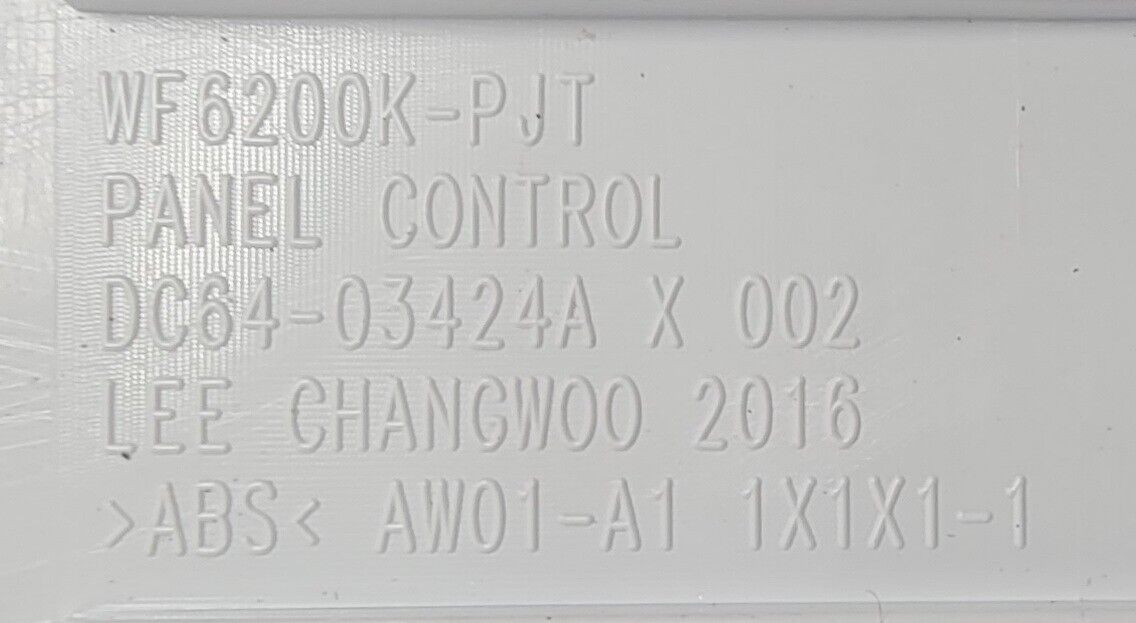 WF6200K-PJT
PANEL CONTROL
DC64-03424A X 002
LEE CHANGWOO 2016
>ABS< AW01-A1 1X1X1-1